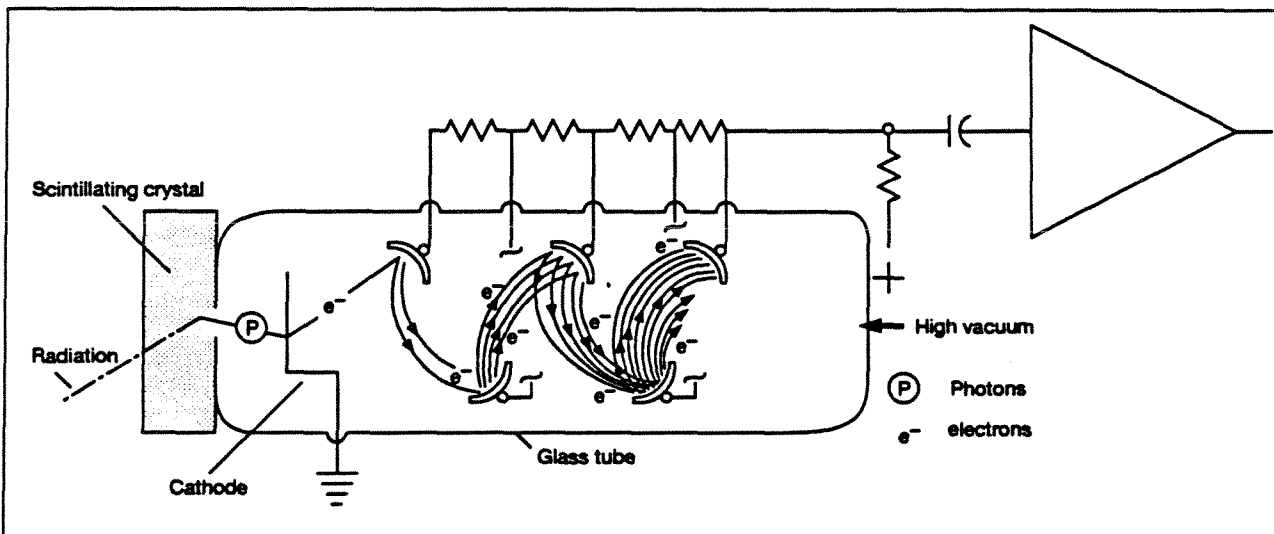 Scintillating crystal
Radiation
P
e⁻
Cathode
e⁻
e⁻
e⁻
e⁻
e⁻
e⁻
e⁻
e⁻
Glass tube
+
High vacuum
P Photons
e⁻ electrons